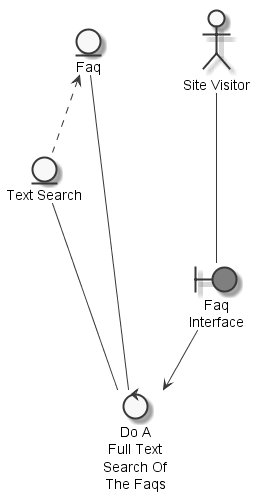 Faq
Site Visitor
Text Search
Faq
Interface
Do A
Full Text
Search Of
The Faqs